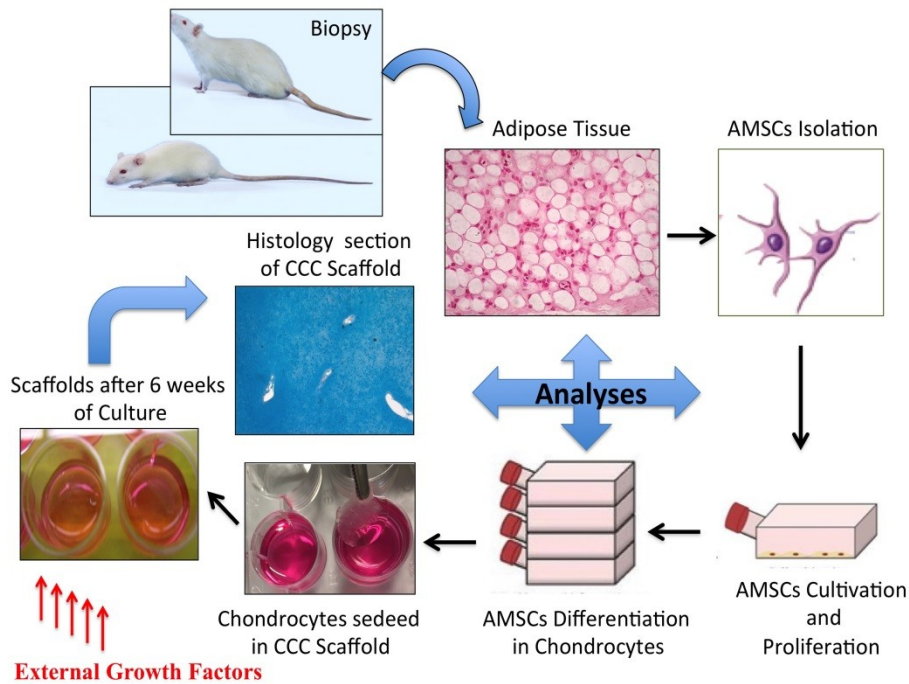 Biopsy
Adipose Tissue
AMSCs Isolation
Histology section
of CCC Scaffold
Scaffolds after 6 weeks
of Culture
Analyses
Chondrocytes sedeed
in CCC Scaffold
AMSCs Differentiation
in Chondrocytes
AMSCs Cultivation
and
Proliferation
External Growth Factors